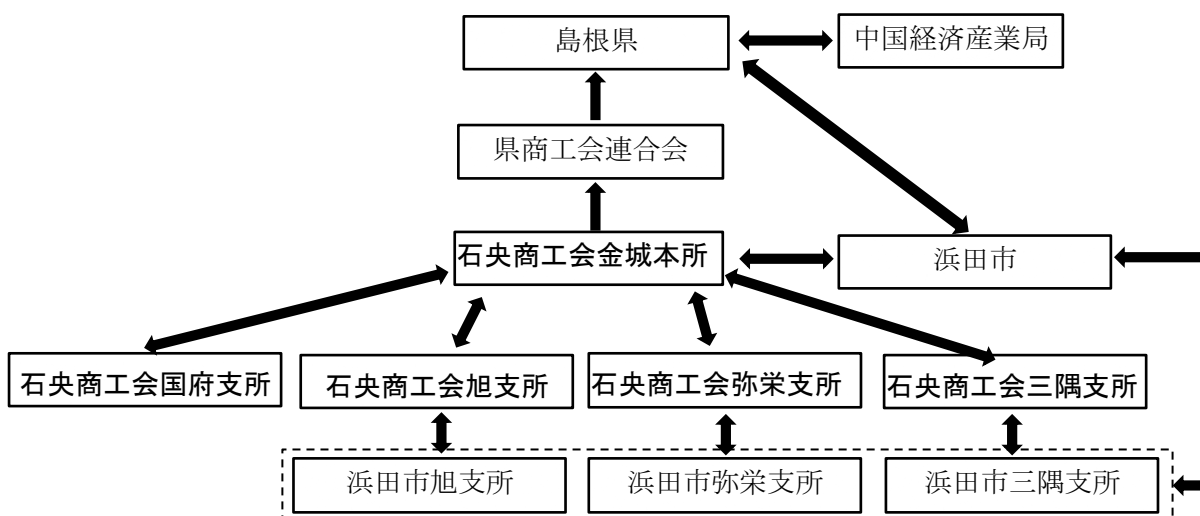 島根県
中国経済産業局
県商工会連合会
石央商工会金城本所
浜田市
石央商工会国府支所
石央商工会旭支所
石央商工会弥栄支所
石央商工会三隅支所
浜田市旭支所
浜田市弥栄支所
浜田市三隅支所